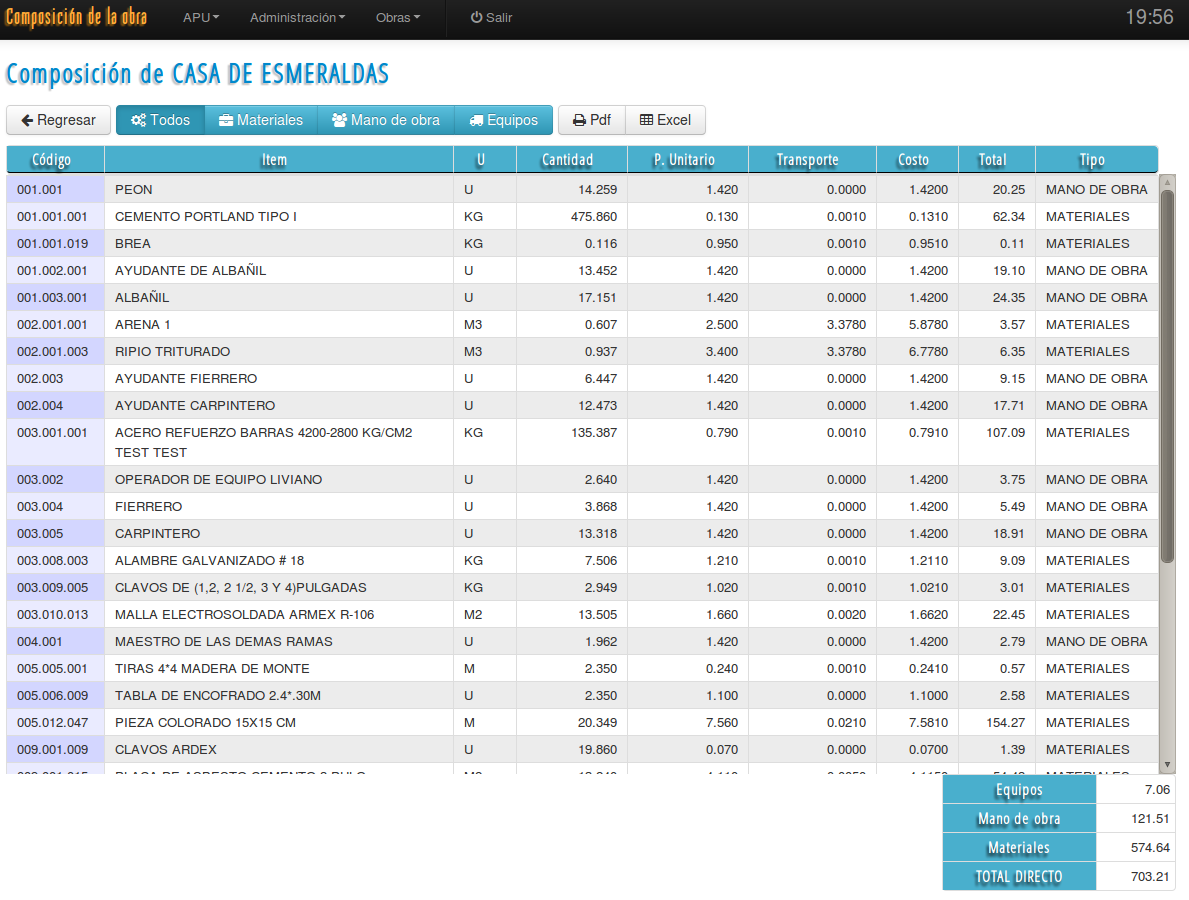 Composición de la obra APU Administración Obras Salir 19:56
Composición de CASA DE ESMERALDAS
Regresar Todos Materiales Mano de obra Equipos Pdf Excel
Código Item U Cantidad P. Unitario Transporte Costo Total Tipo
001.001 PEON U 14.259 1.420 0.0000 1.4200 20.25 MANO DE OBRA
001.001.001 CEMENTO PORTLAND TIPO I KG 475.860 0.130 0.0010 0.1310 62.34 MATERIALES
001.001.019 BREA KG 0.116 0.950 0.0010 0.9510 0.11 MATERIALES
001.002.001 AYUDANTE DE ALBAÑIL U 13.452 1.420 0.0000 1.4200 19.10 MANO DE OBRA
001.003.001 ALBAÑIL U 17.151 1.420 0.0000 1.4200 24.35 MANO DE OBRA
002.001.001 ARENA 1 M3 0.607 2.500 3.3780 5.8780 3.57 MATERIALES
002.001.003 RIPIO TRITURADO M3 0.937 3.400 3.3780 6.7780 6.35 MATERIALES
002.003 AYUDANTE FIERRERO U 6.447 1.420 0.0000 1.4200 9.15 MANO DE OBRA
002.004 AYUDANTE CARPINTERO U 12.473 1.420 0.0000 1.4200 17.71 MANO DE OBRA
003.001.001 ACERO REFUERZO BARRAS 4200-2800 KG/CM2 KG 135.387 0.790 0.0010 0.7910 107.09 MATERIALES
TEST TEST
003.002 OPERADOR DE EQUIPO LIVIANO U 2.640 1.420 0.0000 1.4200 3.75 MANO DE OBRA
003.004 FIERRERO U 3.868 1.420 0.0000 1.4200 5.49 MANO DE OBRA
003.005 CARPINTERO U 13.318 1.420 0.0000 1.4200 18.91 MANO DE OBRA
003.008.003 ALAMBRE GALVANIZADO # 18 KG 7.506 1.210 0.0010 1.2110 9.09 MATERIALES
003.009.005 CLAVOS DE (1,2, 2 1/2, 3 Y 4)PULGADAS KG 2.949 1.020 0.0010 1.0210 3.01 MATERIALES
003.010.013 MALLA ELECTROSOLDADA ARMEX R-106 M2 13.505 1.660 0.0020 1.6620 22.45 MATERIALES
004.001 MAESTRO DE LAS DEMAS RAMAS U 1.962 1.420 0.0000 1.4200 2.79 MANO DE OBRA
005.005.001 TIRAS 4*4 MADERA DE MONTE M 2.350 0.240 0.0010 0.2410 0.57 MATERIALES
005.006.009 TABLA DE ENCOFRADO 2.4*.30M U 2.350 1.100 0.0000 1.1000 2.58 MATERIALES
005.012.047 PIEZA COLORADO 15X15 CM M 20.349 7.560 0.0210 7.5810 154.27 MATERIALES
009.001.009 CLAVOS ARDEX U 19.860 0.070 0.0000 0.0700 1.39 MATERIALES
Equipos 7.06
Mano de obra 121.51
Materiales 574.64
TOTAL DIRECTO 703.21